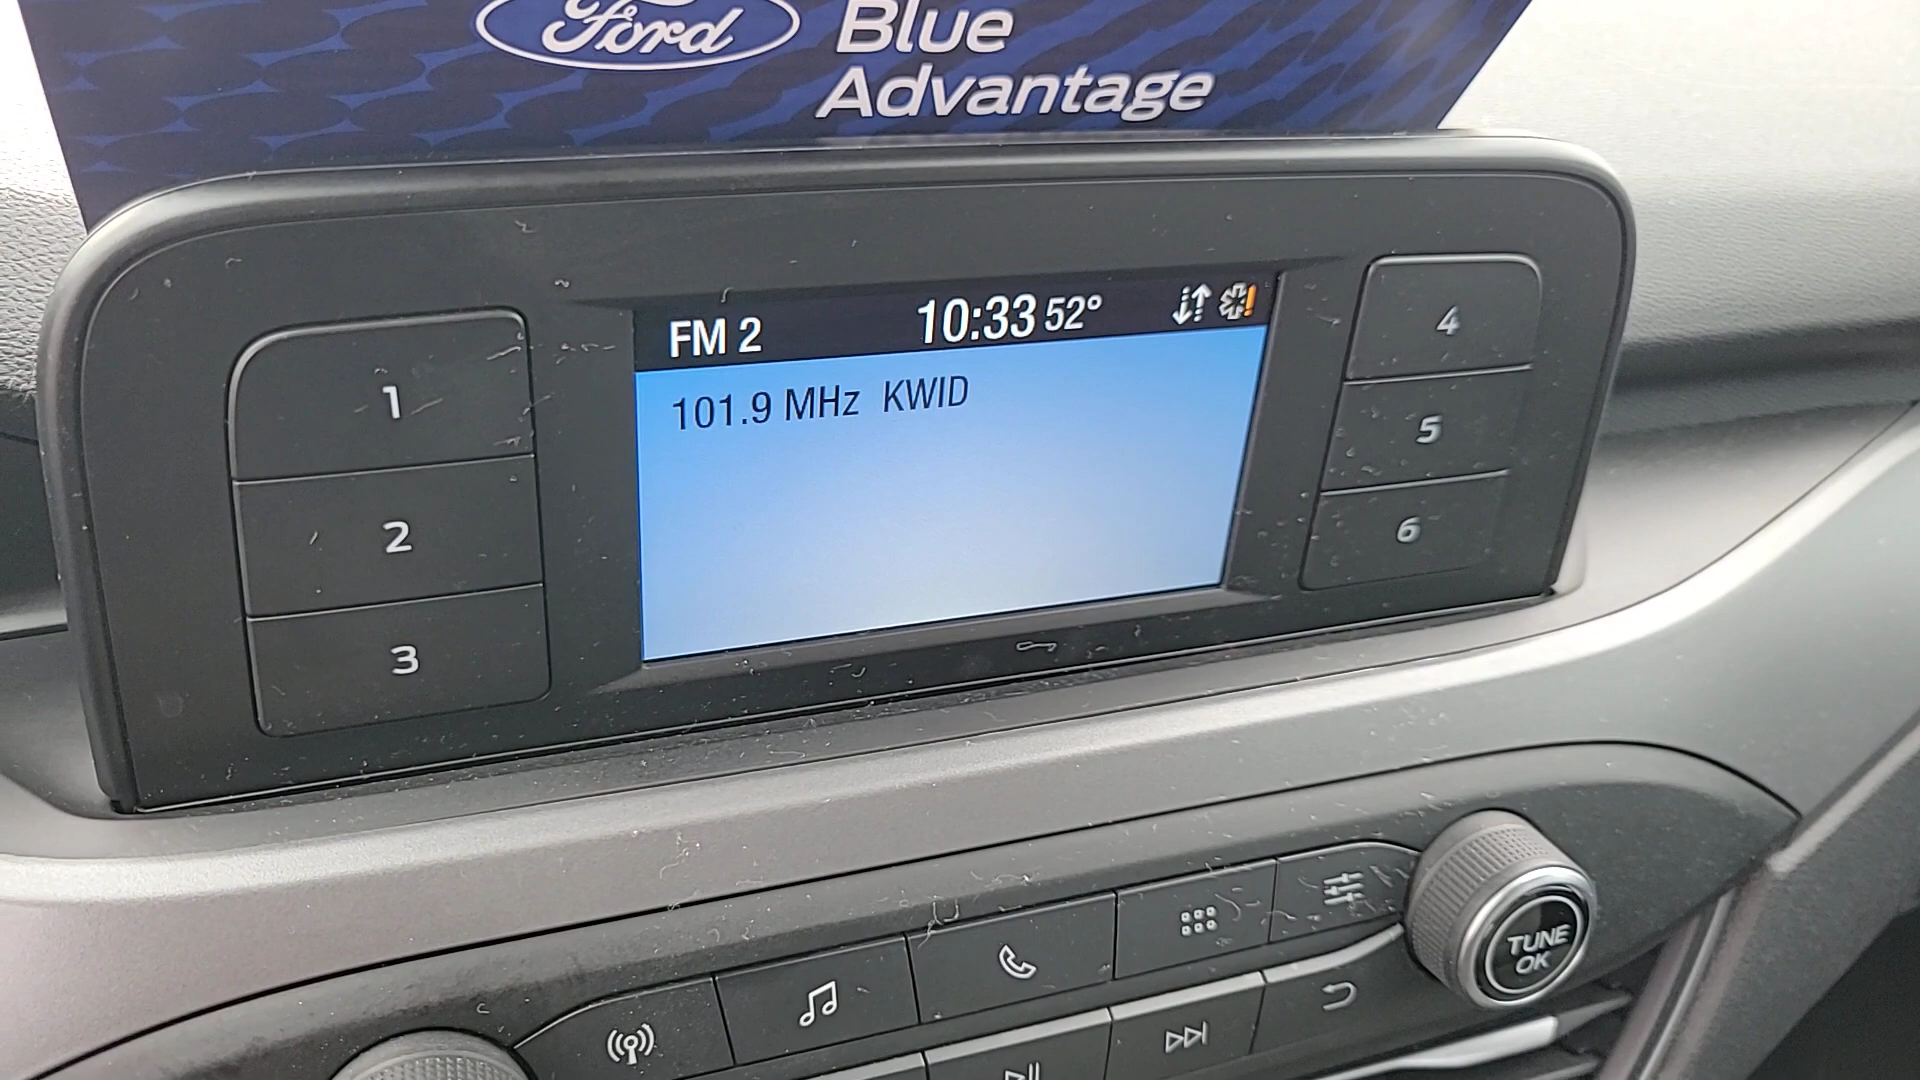 Ford
Blue
Advantage
FM 2 10:33 52°
101.9 MHz KWID
1
2
3
4
5
6
TUNE
OK